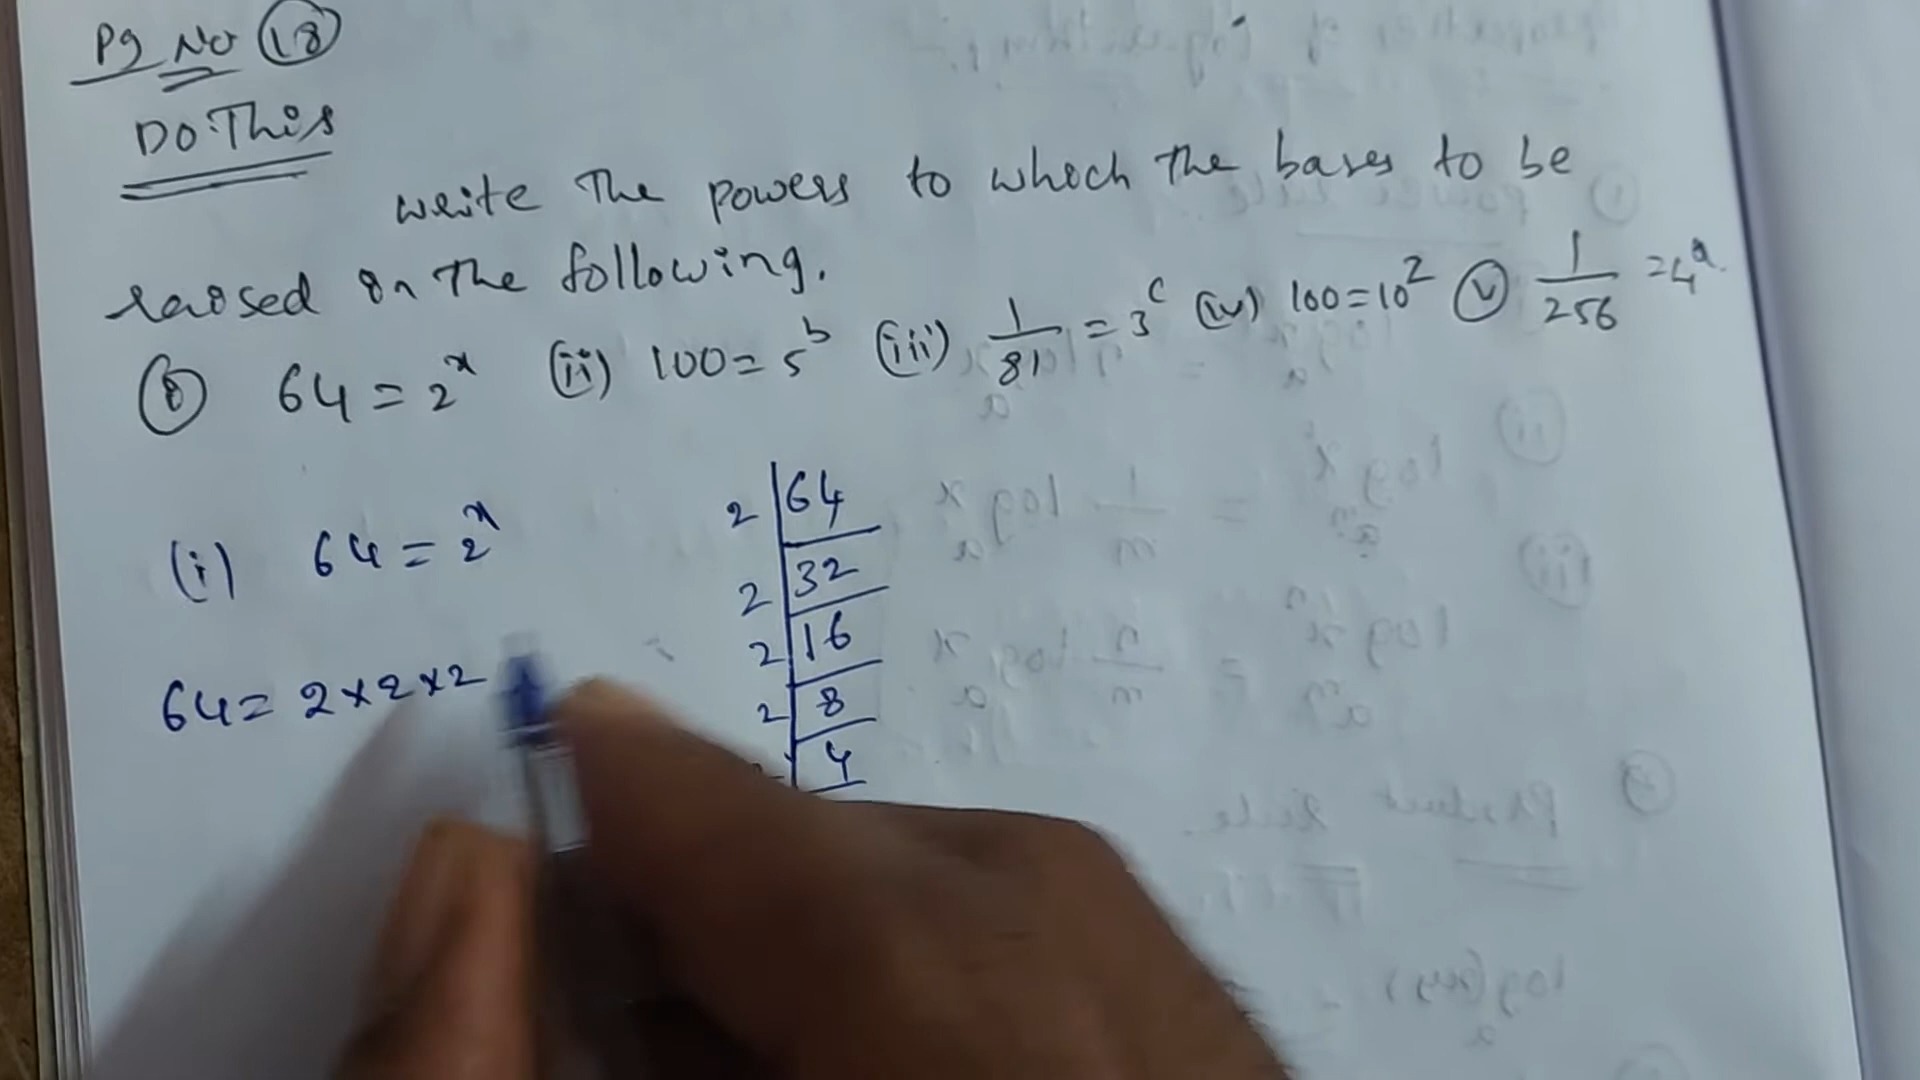 Pg No 18
DO This
write The powers to which the bases to be
raised in the following.
(i) 64 = 2^x (ii) 100 = 5^b (iii) 1/81 = 3^c (iv) 100 = 10^2 (v) 1/256 = 4^a
(i) 64 = 2^x
64 = 2 × 2 × 2
2 | 64
2 | 32
2 | 16
2 | 8
4